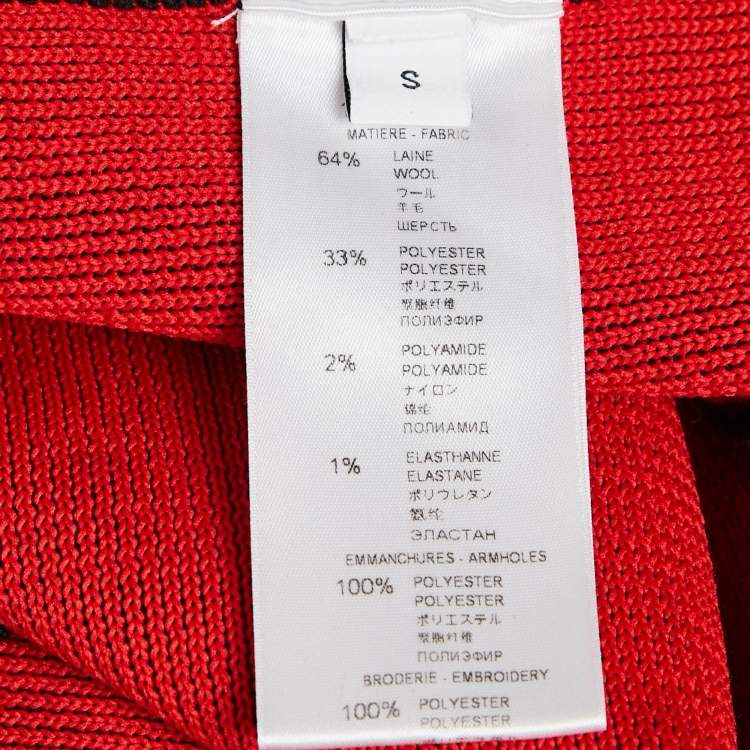 S
MATIERE - FABRIC
64% LAINE
WOOL
ウール
羊毛
ШЕРСТЬ
33% POLYESTER
POLYESTER
ポリエステル
聚脂纤维
ПОЛИЭФИР
2% POLYAMIDE
POLYAMIDE
ナイロン
锦纶
ПОЛИАМИД
1% ELASTHANNE
ELASTANE
ポリウレタン
氨纶
ЭЛАСТАН
EMMANCHURES - ARMHOLES
100% POLYESTER
POLYESTER
ポリエステル
聚脂纤维
ПОЛИЭФИР
BRODERIE - EMBROIDERY
100% POLYESTER
POLYESTER